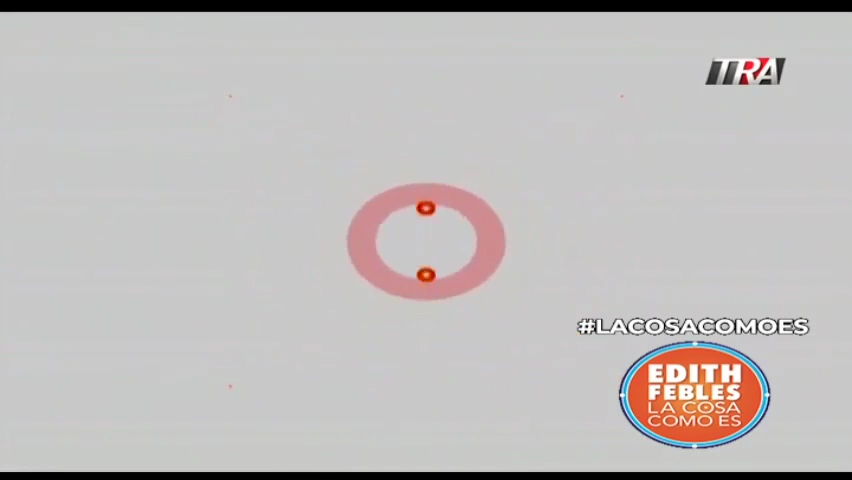 TRA
#LACOSACOMOES
EDITH
FEBLES
LA COSA
COMO ES